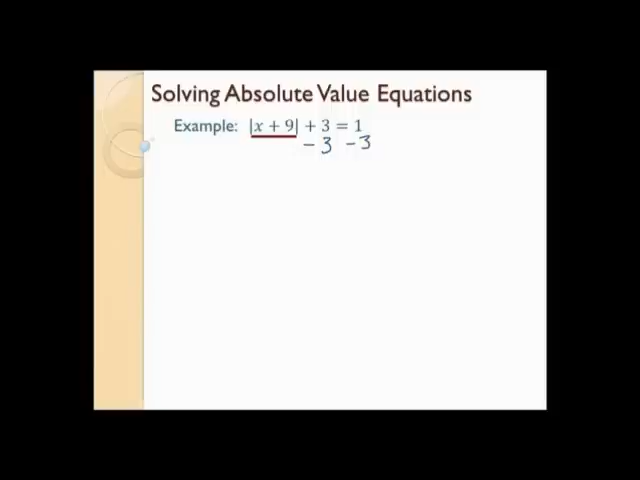 Solving Absolute Value Equations
Example: |x + 9| + 3 = 1
− 3 − 3